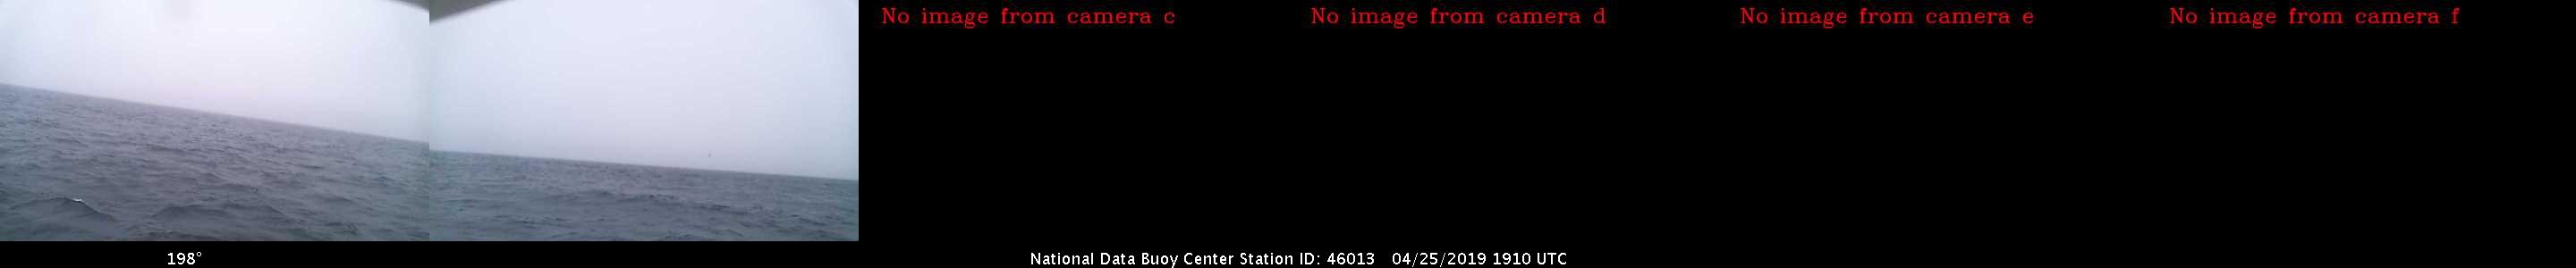 No image from camera c
No image from camera d
No image from camera e
No image from camera f
198°
National Data Buoy Center Station ID: 46013 04/25/2019 1910 UTC